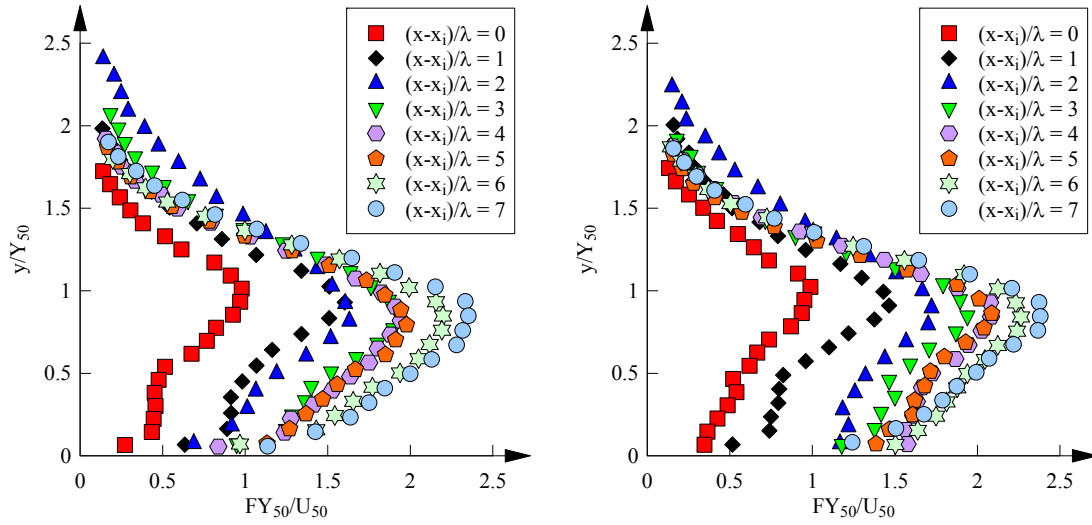 2.5
2
1.5
1
0.5
0
y/Y50
0.5
1
1.5
2
2.5
FY50/U50
(x-xi)/λ = 0
(x-xi)/λ = 1
(x-xi)/λ = 2
(x-xi)/λ = 3
(x-xi)/λ = 4
(x-xi)/λ = 5
(x-xi)/λ = 6
(x-xi)/λ = 7
2.5
2
1.5
1
0.5
0
y/Y50
0.5
1
1.5
2
2.5
FY50/U50
(x-xi)/λ = 0
(x-xi)/λ = 1
(x-xi)/λ = 2
(x-xi)/λ = 3
(x-xi)/λ = 4
(x-xi)/λ = 5
(x-xi)/λ = 6
(x-xi)/λ = 7